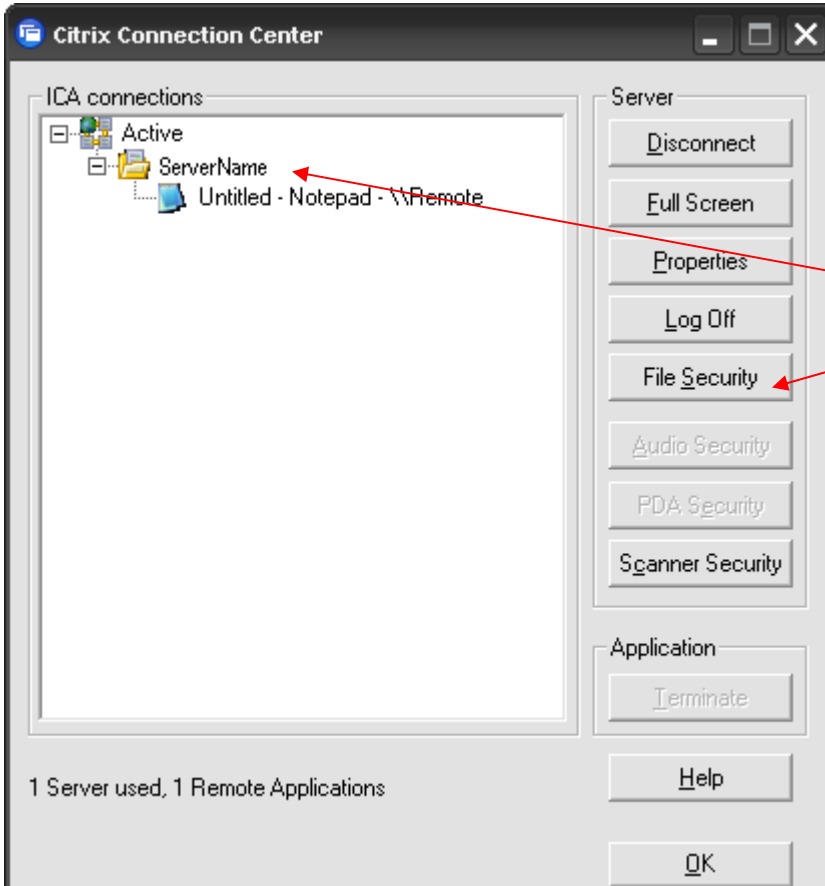 Citrix Connection Center
ICA connections
Active
ServerName
Untitled - Notepad - \\Remote
Server
Disconnect
Full Screen
Properties
Log Off
File Security
Audio Security
PDA Security
Scanner Security
Application
Terminate
1 Server used, 1 Remote Applications
Help
OK